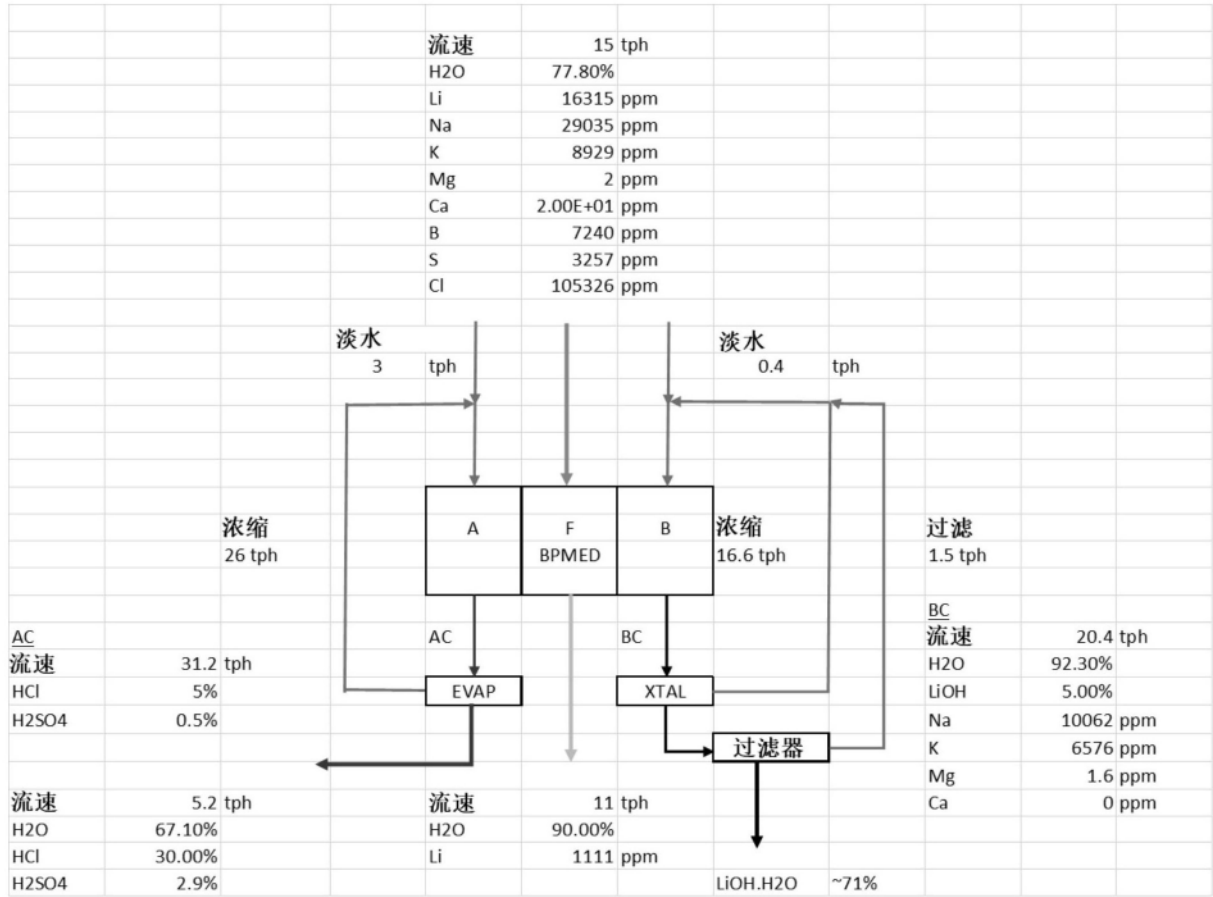 流速 15 tph
H2O 77.80%
Li 16315 ppm
Na 29035 ppm
K 8929 ppm
Mg 2 ppm
Ca 2.00E+01 ppm
B 7240 ppm
S 3257 ppm
Cl 105326 ppm
淡水 淡水
3 tph 0.4 tph
浓缩 A F B 浓缩 过滤
26 tph BPMED 16.6 tph 1.5 tph
BC
AC AC BC 流速 20.4 tph
流速 31.2 tph H2O 92.30%
HCl 5% EVAP XTAL LiOH 5.00%
H2SO4 0.5% Na 10062 ppm
过滤器 K 6576 ppm
Mg 1.6 ppm
流速 5.2 tph 流速 11 tph Ca 0 ppm
H2O 67.10% H2O 90.00%
HCl 30.00% Li 1111 ppm
H2SO4 2.9% LiOH.H2O ~71%